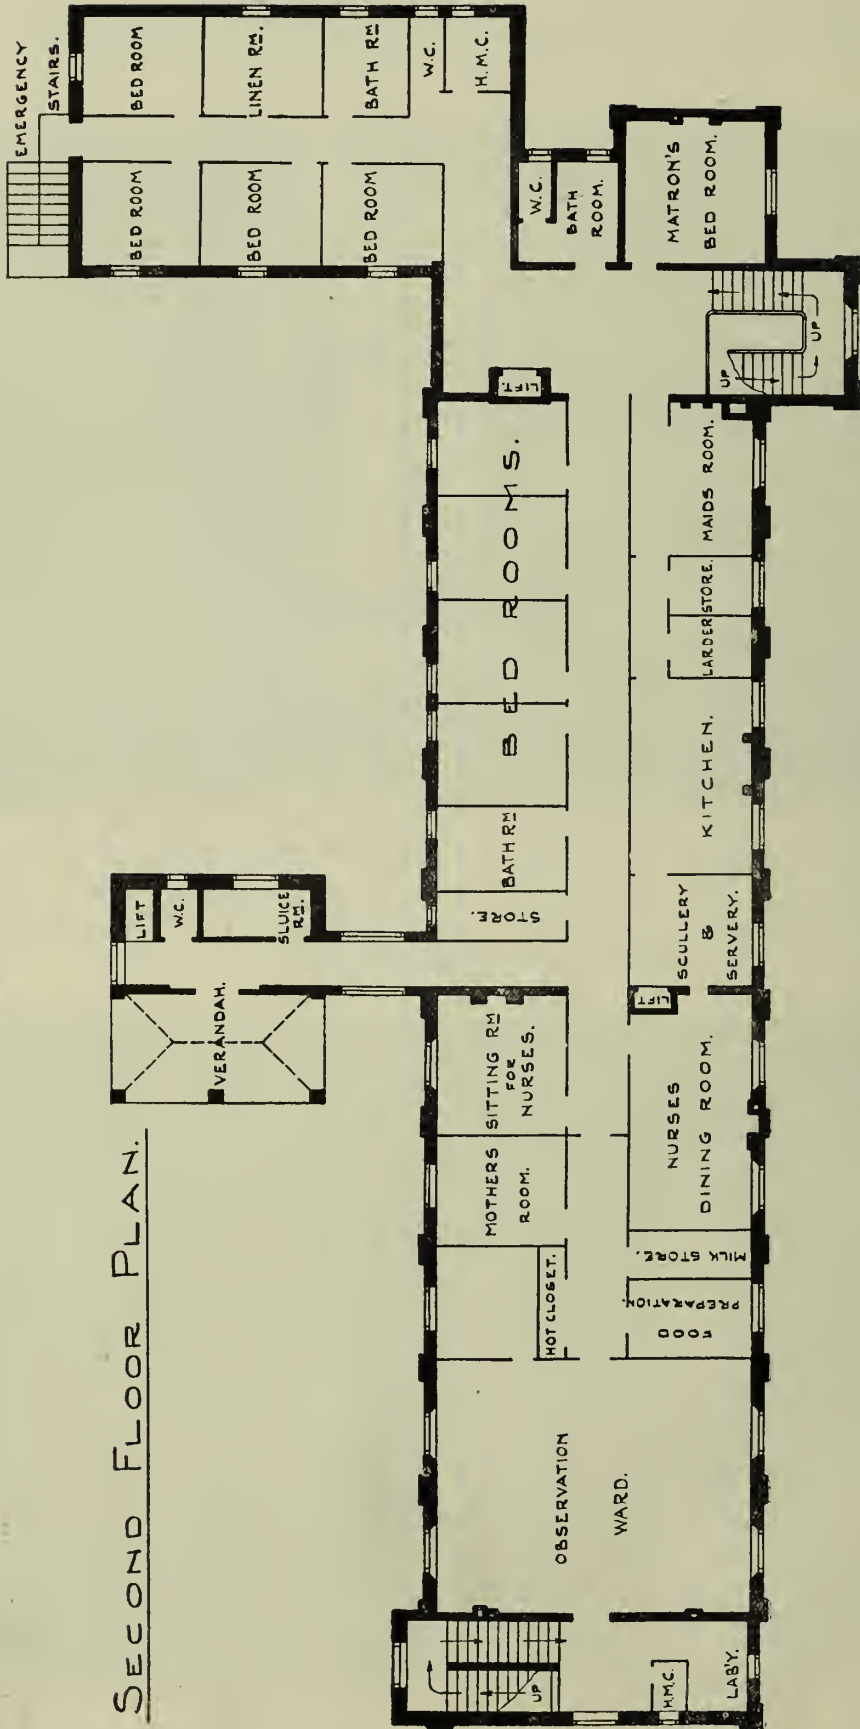 SECOND FLOOR PLAN.
EMERGENCY
STAIRS.
BED ROOM
LINEN RM.
BATH RM
W.C.
H.M.C.
BED ROOM
BED ROOM
BED ROOM
W.C.
BATH
ROOM.
MATRON'S
BED ROOM.
UP
UP
LIFT.
BED ROOMS.
MAIDS ROOM.
STORE.
LARDER
KITCHEN.
BATH RM
STORE.
SCULLERY
&
SERVERY.
LIFT
W.C.
SLUICE
RM.
VERANDAH.
LIFT
SITTING RM
FOR
NURSES.
MOTHERS
ROOM.
NURSES
DINING ROOM.
MILK STORE.
FOOD
PREPARATION.
HOT CLOSET.
OBSERVATION
WARD.
UP
H.M.C.
LAB'Y.